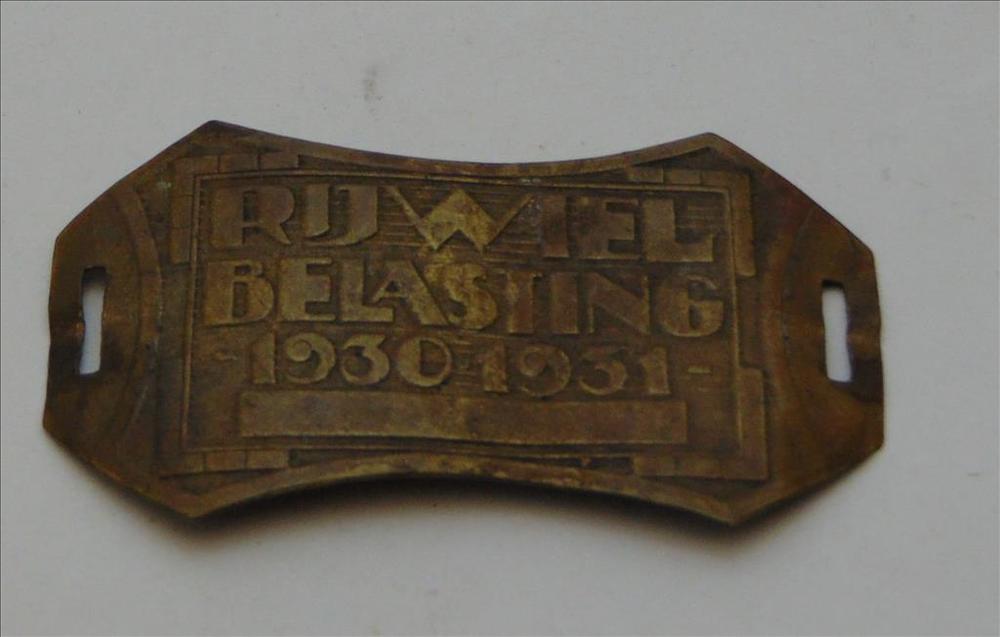 RIJWIEL
BELASTING
-1930-1931-